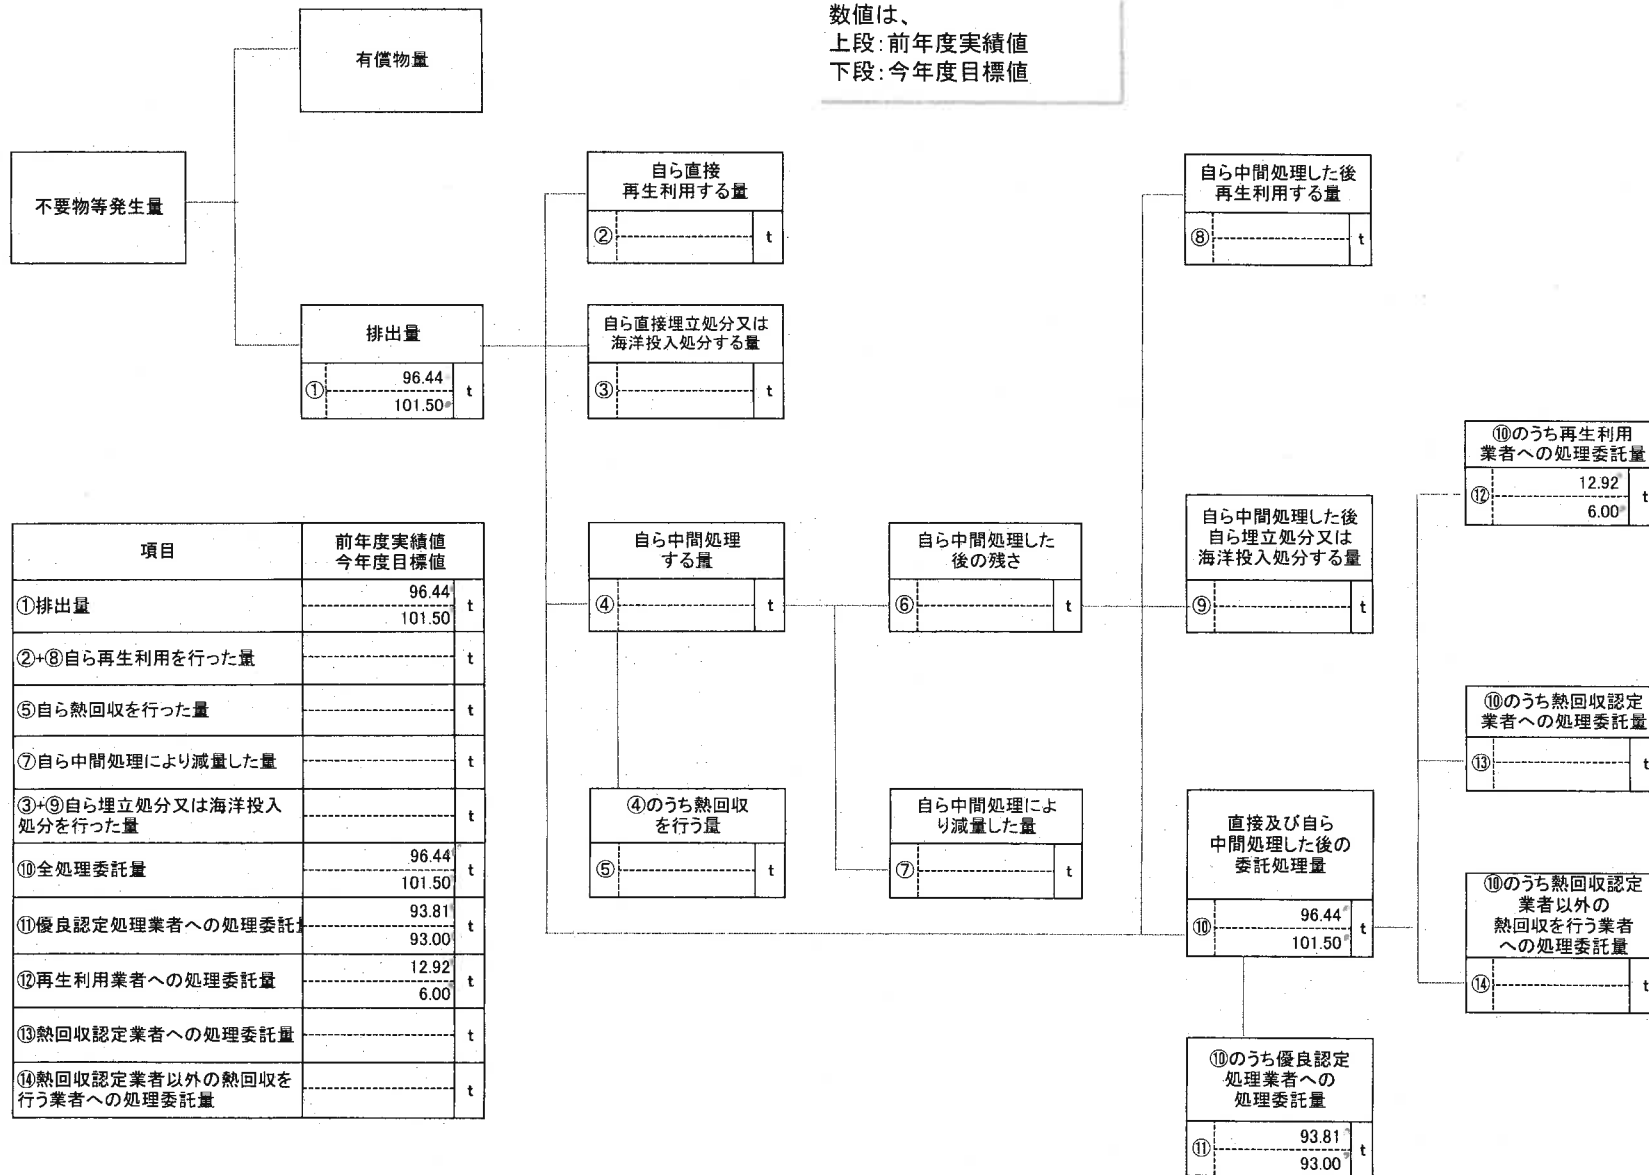 数値は、
上段：前年度実績値
下段：今年度目標値
有償物量
不要物等発生量
排出量
① 96.44 t
101.50
自ら直接
再生利用する量
② t
自ら直接埋立処分又は
海洋投入処分する量
③ t
自ら中間処理した後
再生利用する量
⑧ t
自ら中間処理
する量
④ t
自ら中間処理した
後の残さ
⑥ t
自ら中間処理した後
自ら埋立処分又は
海洋投入処分する量
⑨ t
④のうち熱回収
を行う量
⑤ t
自ら中間処理によ
り減量した量
⑦ t
直接及び自ら
中間処理した後の
委託処理量
⑩ 96.44 t
101.50
⑩のうち優良認定
処理業者への
処理委託量
⑪ 93.81 t
93.00
⑩のうち再生利用
業者への処理委託量
⑫ 12.92 t
6.00
⑩のうち熱回収認定
業者への処理委託量
⑬ t
⑩のうち熱回収認定
業者以外の
熱回収を行う業者
への処理委託量
⑭ t
項目 前年度実績値
今年度目標値
①排出量 96.44 t
101.50
②+⑧自ら再生利用を行った量 t
⑤自ら熱回収を行った量 t
⑦自ら中間処理により減量した量 t
③+⑨自ら埋立処分又は海洋投入
処分を行った量 t
⑩全処理委託量 96.44 t
101.50
⑪優良認定処理業者への処理委託 93.81 t
93.00
⑫再生利用業者への処理委託量 12.92 t
6.00
⑬熱回収認定業者への処理委託量 t
⑭熱回収認定業者以外の熱回収を
行う業者への処理委託量 t